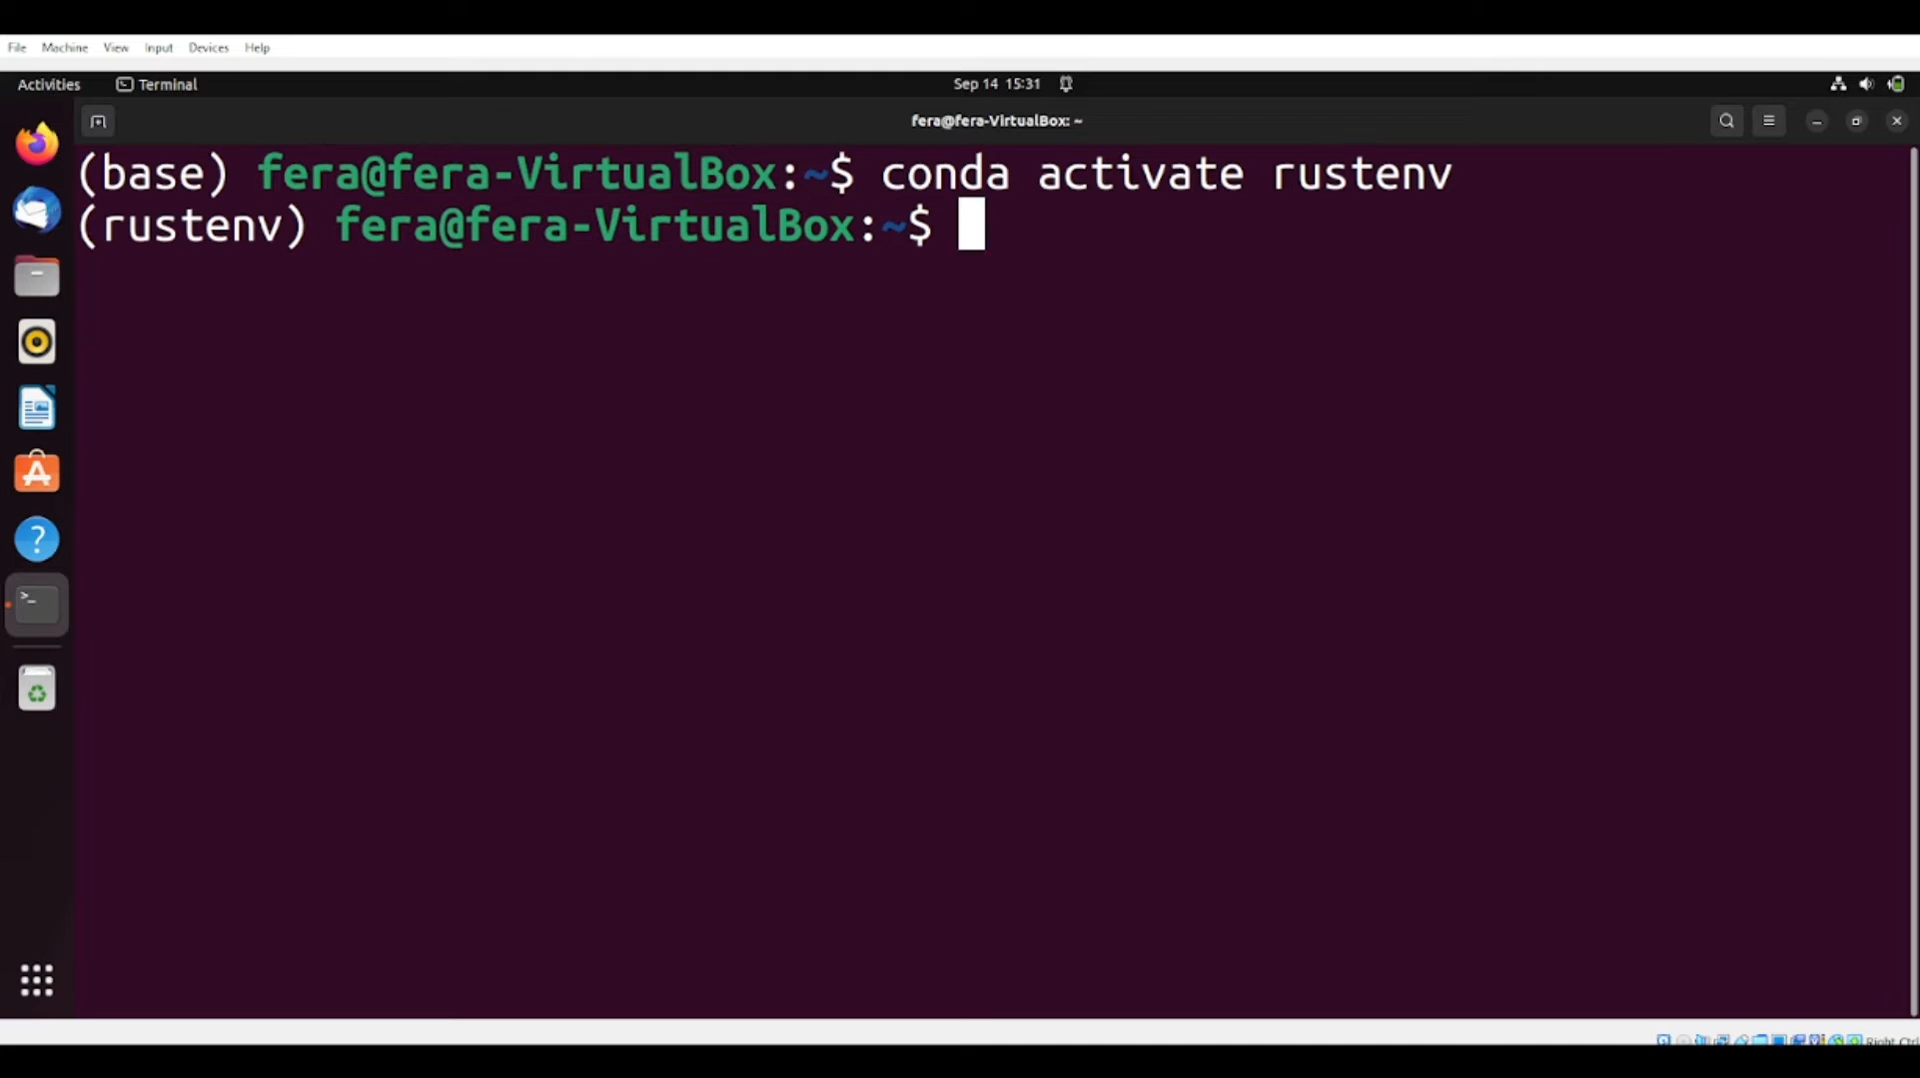 File Machine View Input Devices Help
Activities Terminal Sep 14 15:31
fera@fera-VirtualBox: ~
(base) fera@fera-VirtualBox:~$ conda activate rustenv
(rustenv) fera@fera-VirtualBox:~$
Right Ctrl